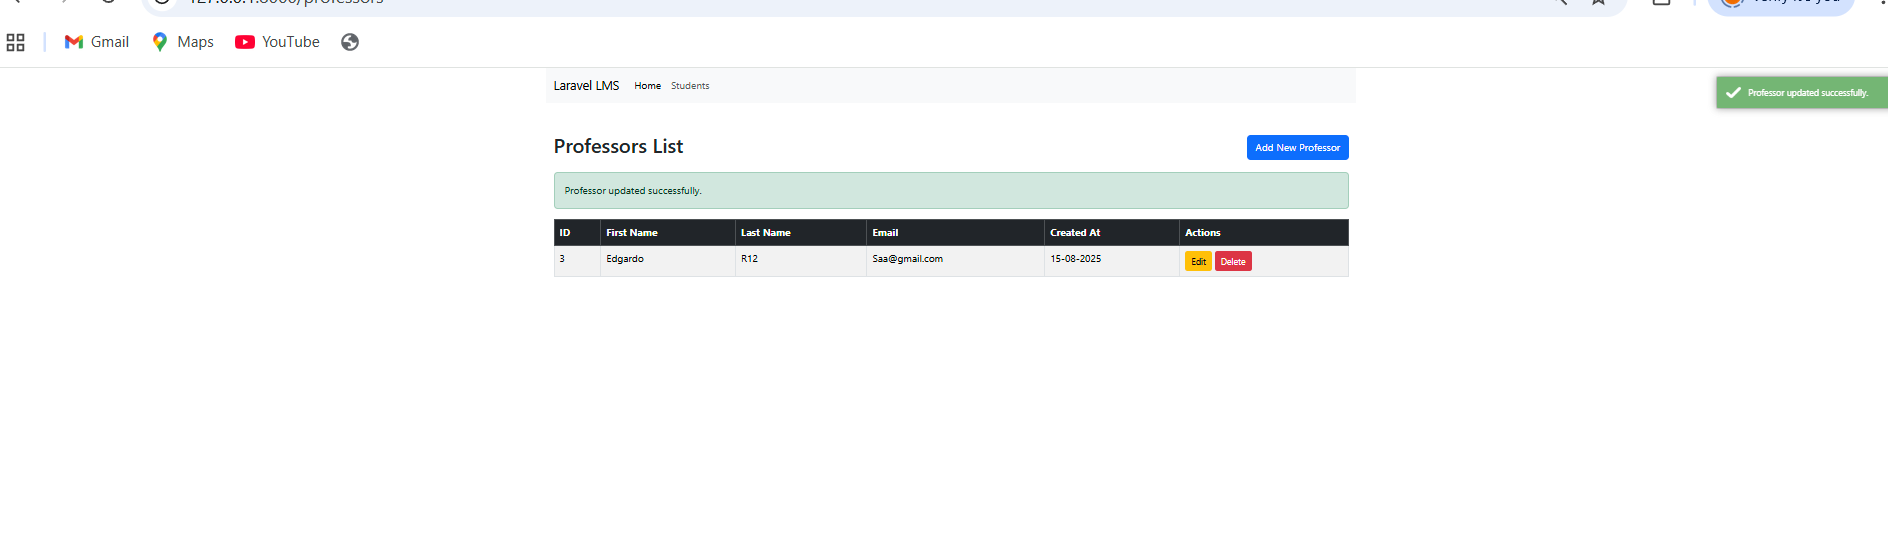 Gmail Maps YouTube
Laravel LMS Home Students
Professor updated successfully.
Professors List
Add New Professor
Professor updated successfully.
ID First Name Last Name Email Created At Actions
3 Edgardo R12 Saa@gmail.com 15-08-2025 Edit Delete